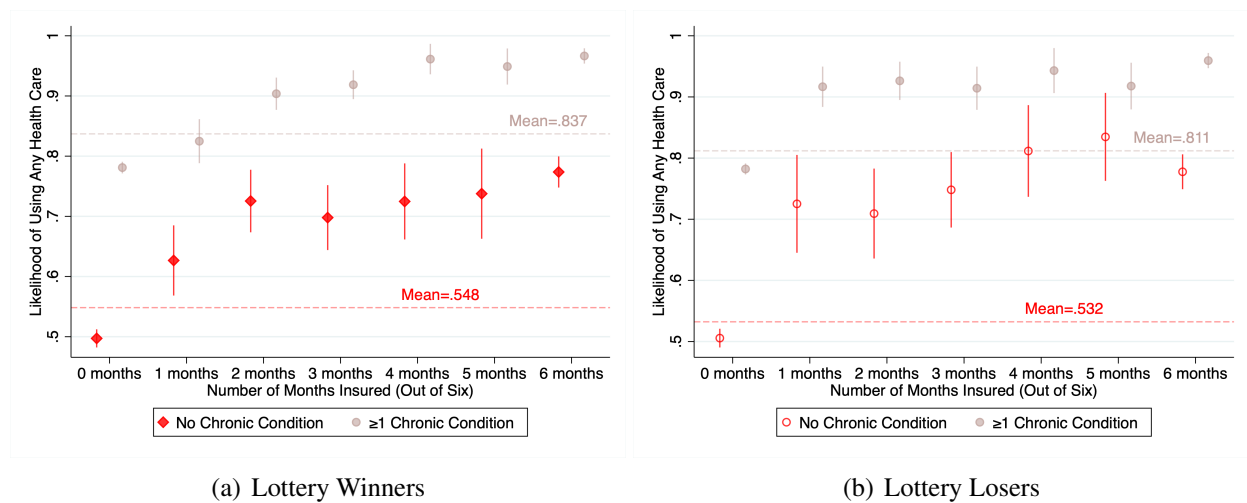 Likelihood of Using Any Health Care
1
.9
.8
.7
.6
.5
Mean=.837
Mean=.548
0 months 1 months 2 months 3 months 4 months 5 months 6 months
Number of Months Insured (Out of Six)
No Chronic Condition ≥1 Chronic Condition
(a) Lottery Winners
Likelihood of Using Any Health Care
1
.9
.8
.7
.6
.5
Mean=.811
Mean=.532
0 months 1 months 2 months 3 months 4 months 5 months 6 months
Number of Months Insured (Out of Six)
No Chronic Condition ≥1 Chronic Condition
(b) Lottery Losers